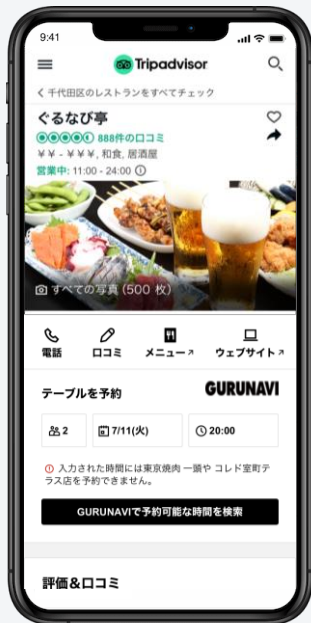 9:41
Tripadvisor
千代田区のレストランをすべてチェック
ぐるなび亭
888件の口コミ
￥￥ - ￥￥￥, 和食, 居酒屋
営業中: 11:00 - 24:00
すべての写真 (500 枚)
電話 口コミ メニュー ウェブサイト
テーブルを予約 GURUNAVI
2 7/11(火) 20:00
入力された時間には東京焼肉 一頭や コレド室町テ
ラス店を予約できません。
GURUNAVIで予約可能な時間を検索
評価&口コミ